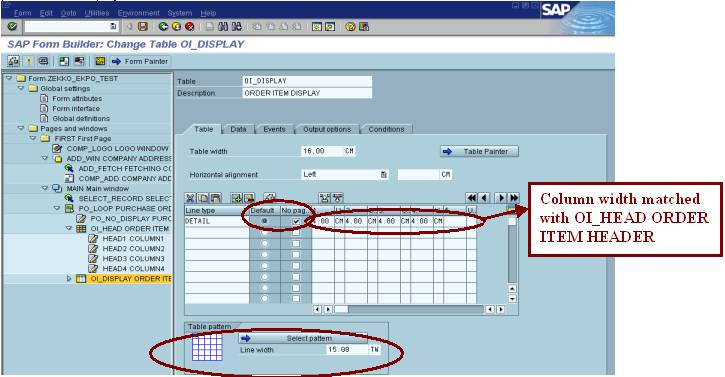 Form Edit Goto Utilities Environment System Help
SAP
SAP Form Builder: Change Table OI_DISPLAY
Form Painter
Form ZEKKO_EKPO_TEST
Global settings
Form attributes
Form interface
Global definitions
Pages and windows
FIRST First Page
COMP_LOGO LOGO WINDOW
ADD_WIN COMPANY ADDRESS
ADD_FETCH FETCHING CO
COMP_ADD COMPANY ADD
MAIN Main window
SELECT_RECORD SELECT
PO_LOOP PURCHASE ORD
PO_NO_DISPLAY PURC
OI_HEAD ORDER ITEM
HEAD1 COLUMN1
HEAD2 COLUMN2
HEAD3 COLUMN3
HEAD4 COLUMN4
OI_DISPLAY ORDER ITE
Table OI_DISPLAY
Description ORDER ITEM DISPLAY
Table Data Events Output options Conditions
Table width 16.00 CM Table Painter
Horizontal alignment Left CM
Line type Default No pag.
DETAIL .00 CM 4.00 CM 4.00 CM 4.00 CM
Table pattern
Select pattern
Line width 15.00 TW
Column width matched
with OI_HEAD ORDER
ITEM HEADER